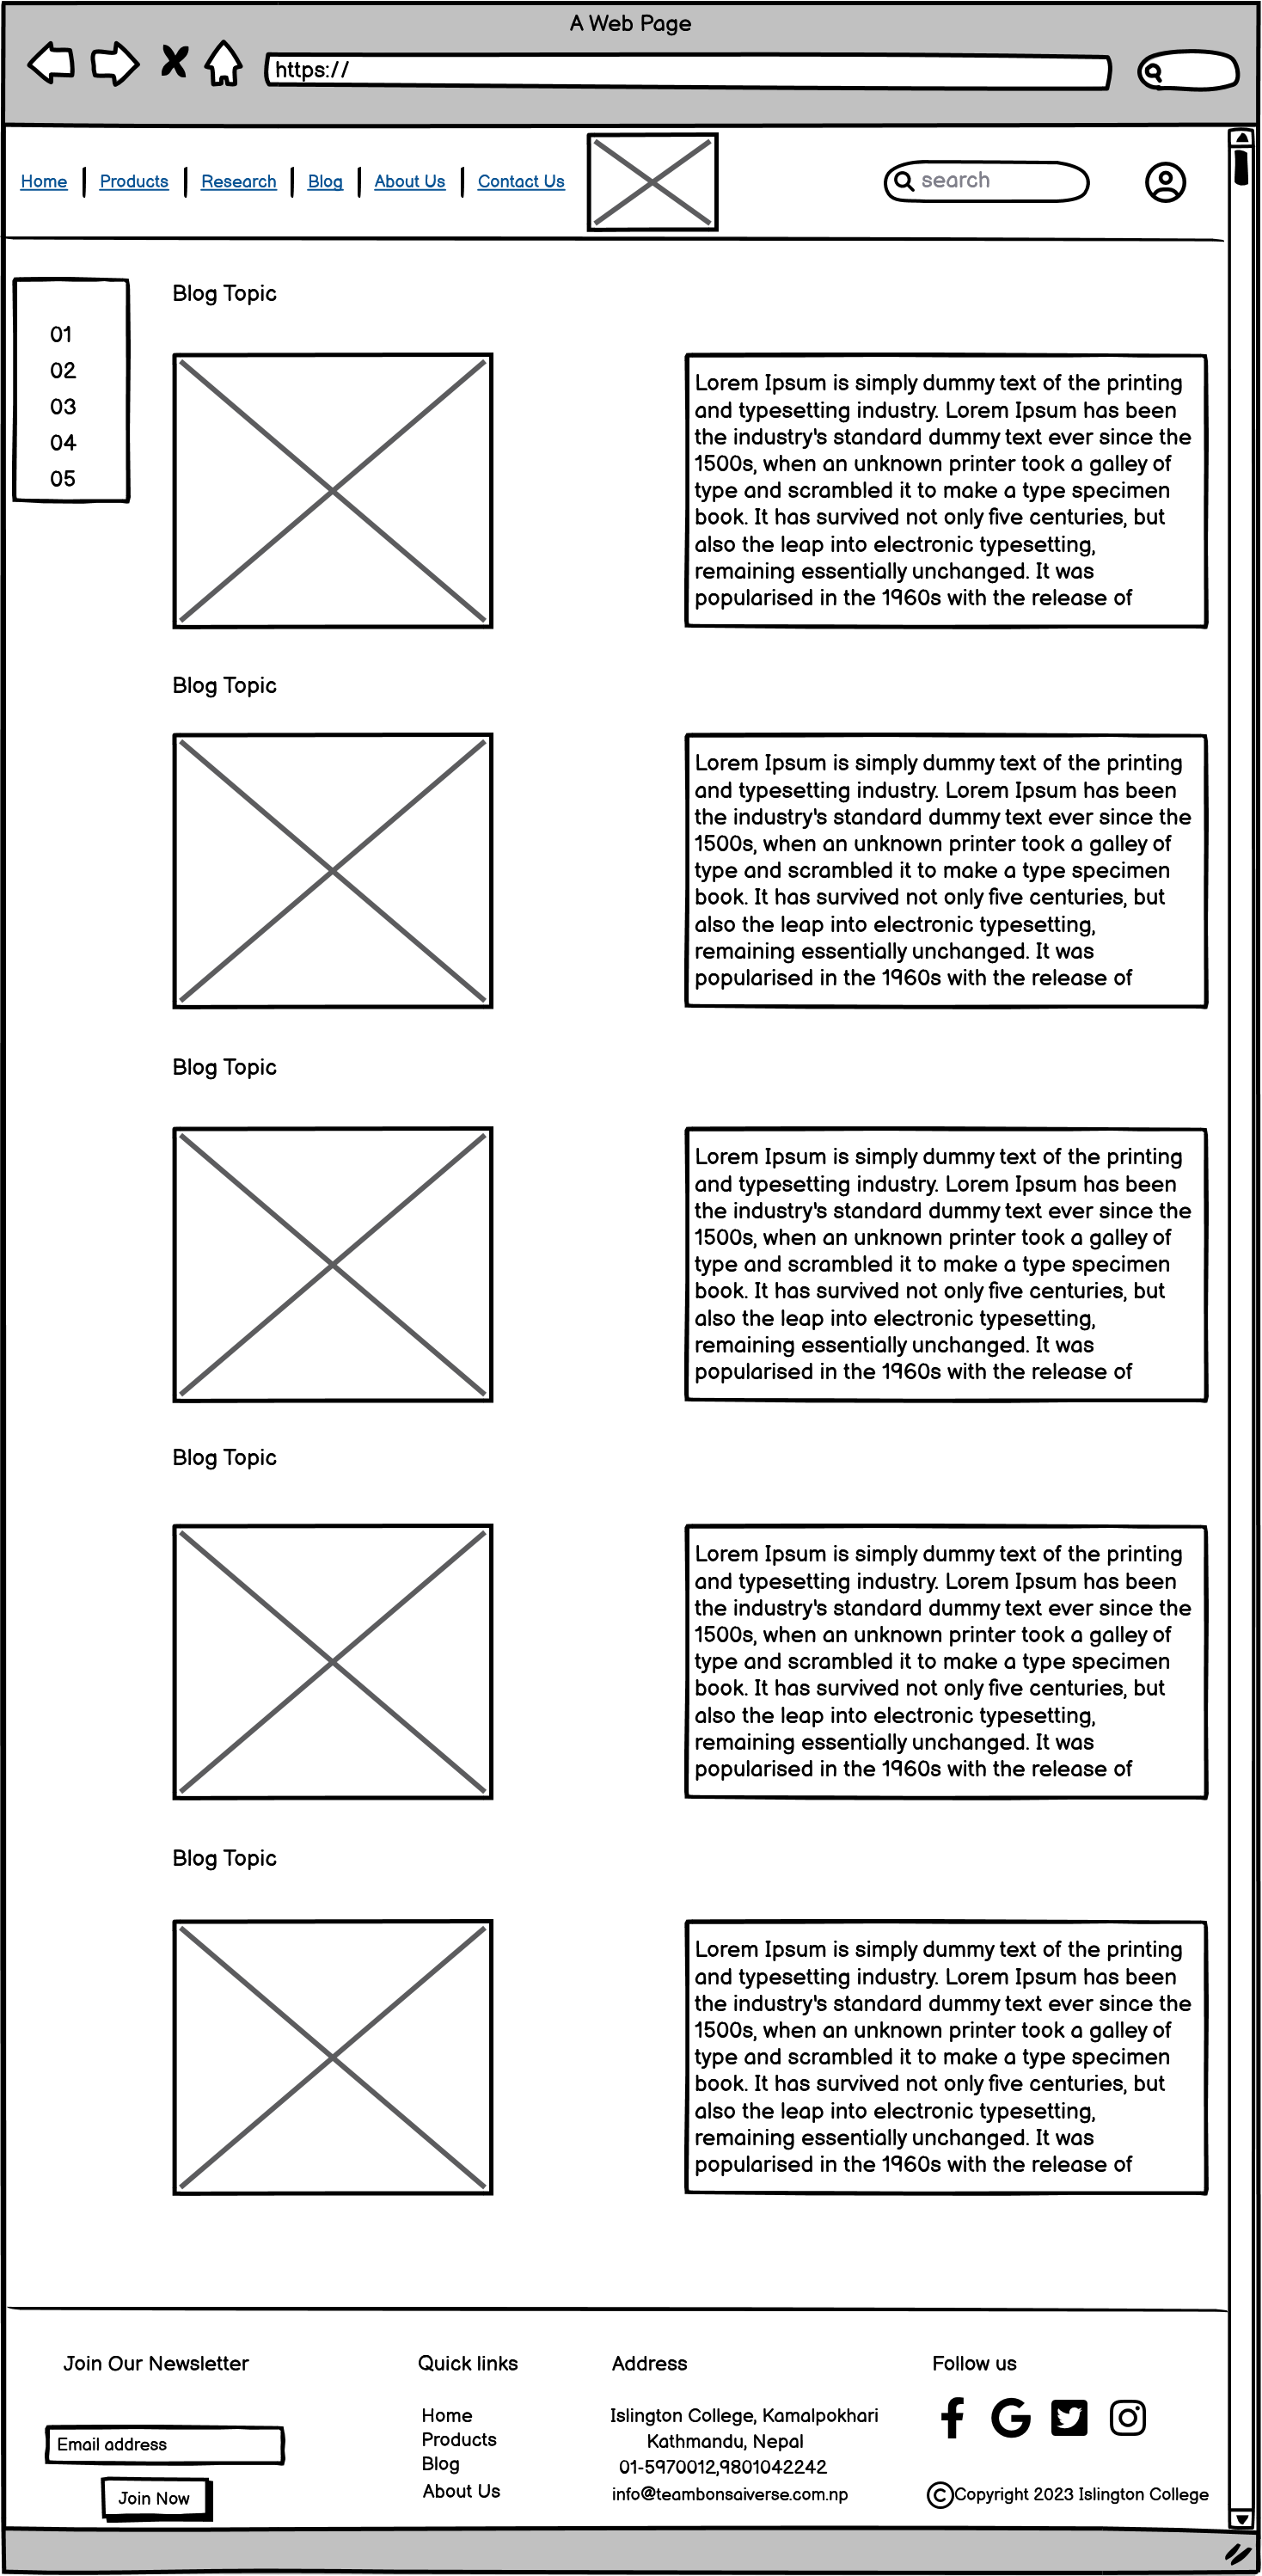 A Web Page
https://
Home Products Research Blog About Us Contact Us search
01
02
03
04
05
Blog Topic
Lorem Ipsum is simply dummy text of the printing
and typesetting industry. Lorem Ipsum has been
the industry's standard dummy text ever since the
1500s, when an unknown printer took a galley of
type and scrambled it to make a type specimen
book. It has survived not only five centuries, but
also the leap into electronic typesetting,
remaining essentially unchanged. It was
popularised in the 1960s with the release of
Blog Topic
Lorem Ipsum is simply dummy text of the printing
and typesetting industry. Lorem Ipsum has been
the industry's standard dummy text ever since the
1500s, when an unknown printer took a galley of
type and scrambled it to make a type specimen
book. It has survived not only five centuries, but
also the leap into electronic typesetting,
remaining essentially unchanged. It was
popularised in the 1960s with the release of
Blog Topic
Lorem Ipsum is simply dummy text of the printing
and typesetting industry. Lorem Ipsum has been
the industry's standard dummy text ever since the
1500s, when an unknown printer took a galley of
type and scrambled it to make a type specimen
book. It has survived not only five centuries, but
also the leap into electronic typesetting,
remaining essentially unchanged. It was
popularised in the 1960s with the release of
Blog Topic
Lorem Ipsum is simply dummy text of the printing
and typesetting industry. Lorem Ipsum has been
the industry's standard dummy text ever since the
1500s, when an unknown printer took a galley of
type and scrambled it to make a type specimen
book. It has survived not only five centuries, but
also the leap into electronic typesetting,
remaining essentially unchanged. It was
popularised in the 1960s with the release of
Blog Topic
Lorem Ipsum is simply dummy text of the printing
and typesetting industry. Lorem Ipsum has been
the industry's standard dummy text ever since the
1500s, when an unknown printer took a galley of
type and scrambled it to make a type specimen
book. It has survived not only five centuries, but
also the leap into electronic typesetting,
remaining essentially unchanged. It was
popularised in the 1960s with the release of
Join Our Newsletter
Email address
Join Now
Quick links
Home
Products
Blog
About Us
Address
Islington College, Kamalpokhari
Kathmandu, Nepal
01-5970012,9801042242
info@teambonsaiverse.com.np
Follow us
©Copyright 2023 Islington College